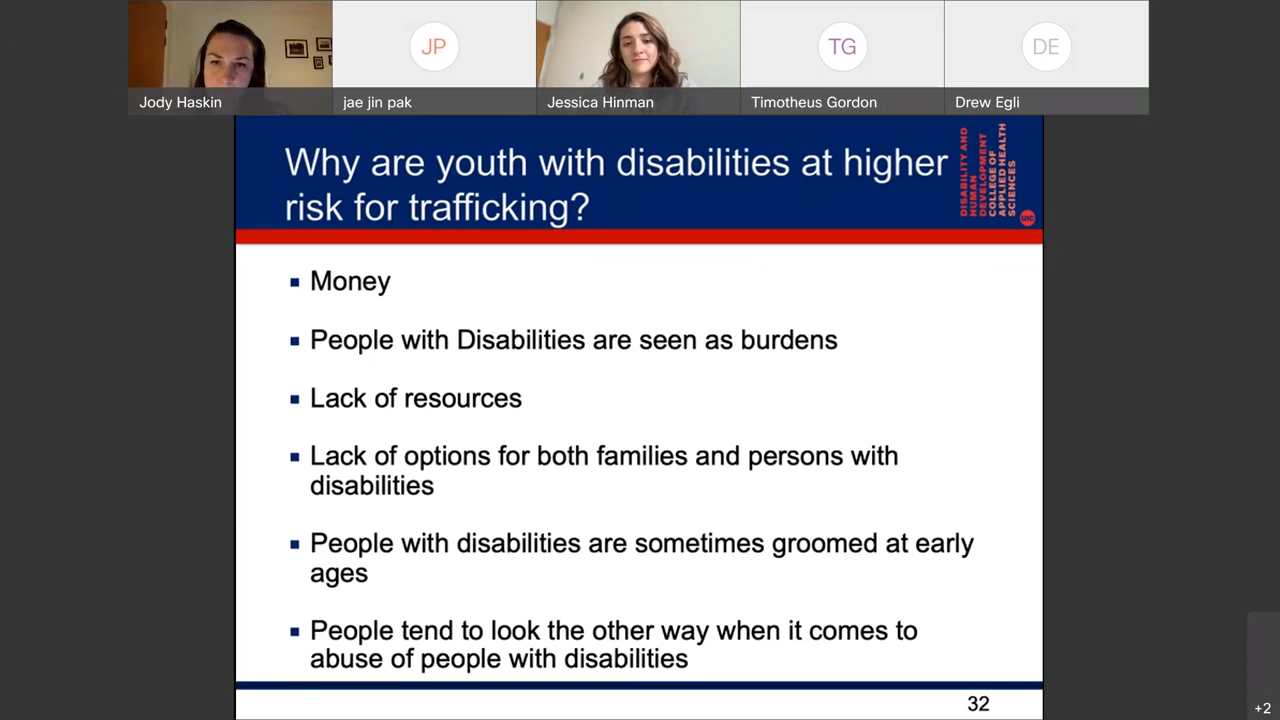 JP
TG
DE
Jody Haskin
jae jin pak
Jessica Hinman
Timotheus Gordon
Drew Egli
Why are youth with disabilities at higher
risk for trafficking?
DISABILITY AND
HUMAN
DEVELOPMENT
COLLEGE OF
APPLIED HEALTH
SCIENCES
UIC
▪ Money
▪ People with Disabilities are seen as burdens
▪ Lack of resources
▪ Lack of options for both families and persons with
disabilities
▪ People with disabilities are sometimes groomed at early
ages
▪ People tend to look the other way when it comes to
abuse of people with disabilities
32
+2